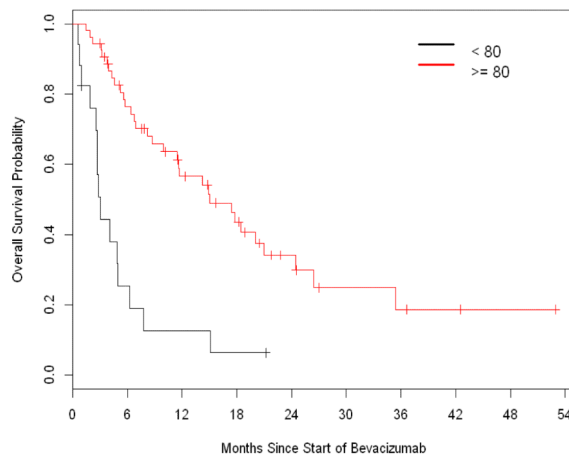 1.0
0.8
0.6
0.4
0.2
0.0
Overall Survival Probability
< 80
>= 80
0 6 12 18 24 30 36 42 48 54
Months Since Start of Bevacizumab